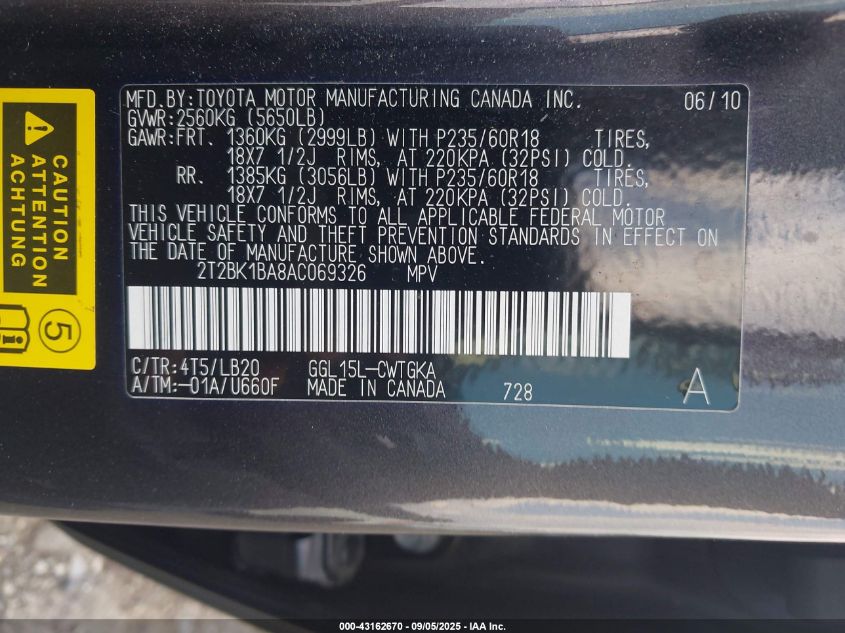 MFD.BY:TOYOTA MOTOR MANUFACTURING CANADA INC. 06/10
GVWR:2560KG (5650LB)
GAWR:FRT. 1360KG (2999LB) WITH P235/60R18 TIRES,
18X7 1/2J RIMS, AT 220KPA (32PSI) COLD.
RR. 1385KG (3056LB) WITH P235/60R18 TIRES,
18X7 1/2J RIMS, AT 220KPA (32PSI) COLD.
THIS VEHICLE CONFORMS TO ALL APPLICABLE FEDERAL MOTOR
VEHICLE SAFETY AND THEFT PREVENTION STANDARDS IN EFFECT ON
THE DATE OF MANUFACTURE SHOWN ABOVE.
2T2BK1BA8AC069326 MPV
C/TR:4T5/LB20 GGL15L-CWTGKA
A/TM:-01A/U660F MADE IN CANADA 728 A
CAUTION
ATTENTION
5
000-43162670 - 09/05/2025 - IAA Inc.